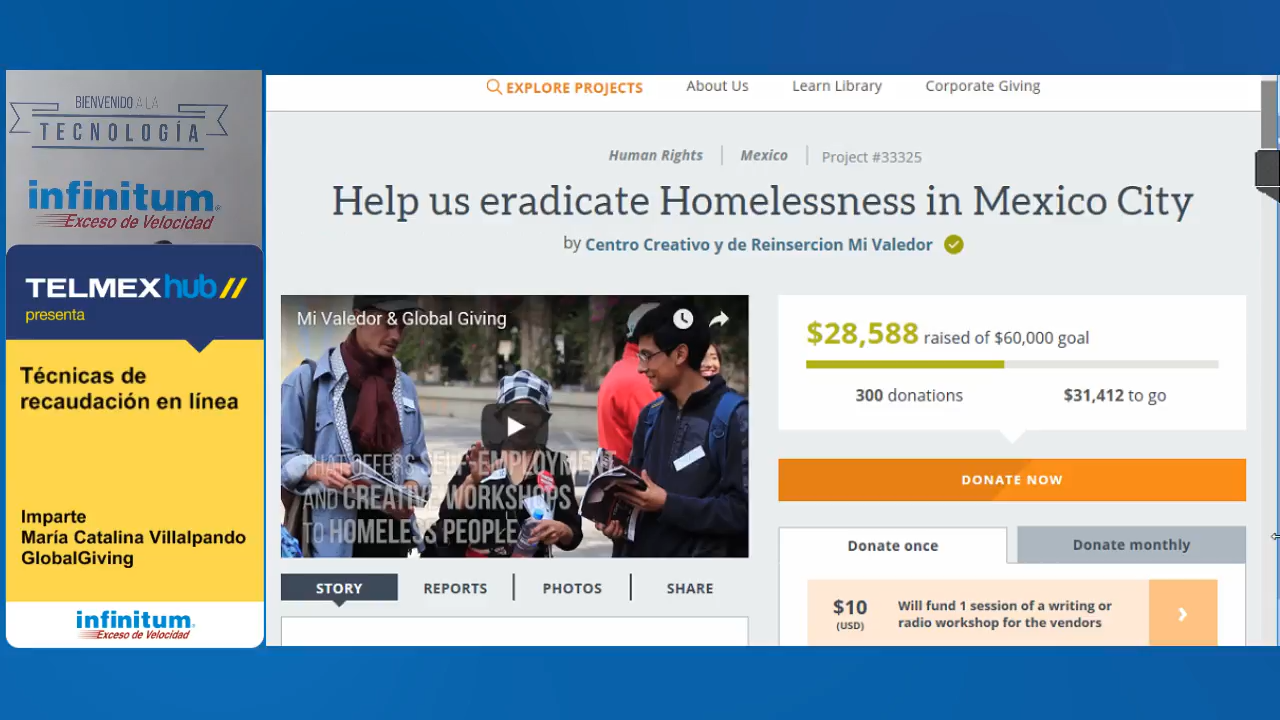 BIENVENIDO A LA
TECNOLOGÍA
infinitum
Exceso de Velocidad
TELMEXhub//
presenta
Técnicas de
recaudación en línea
Imparte
María Catalina Villalpando
GlobalGiving
infinitum
Exceso de Velocidad
EXPLORE PROJECTS
About Us
Learn Library
Corporate Giving
Human Rights
Mexico
Project #33325
Help us eradicate Homelessness in Mexico City
by Centro Creativo y de Reinsercion Mi Valedor
Mi Valedor & Global Giving
THAT OFFERS SELF-EMPLOYMENT
AND CREATIVE WORKSHOPS
TO HOMELESS PEOPLE
STORY
REPORTS
PHOTOS
SHARE
$28,588 raised of $60,000 goal
300 donations
$31,412 to go
DONATE NOW
Donate once
Donate monthly
$10
(USD)
Will fund 1 session of a writing or
radio workshop for the vendors